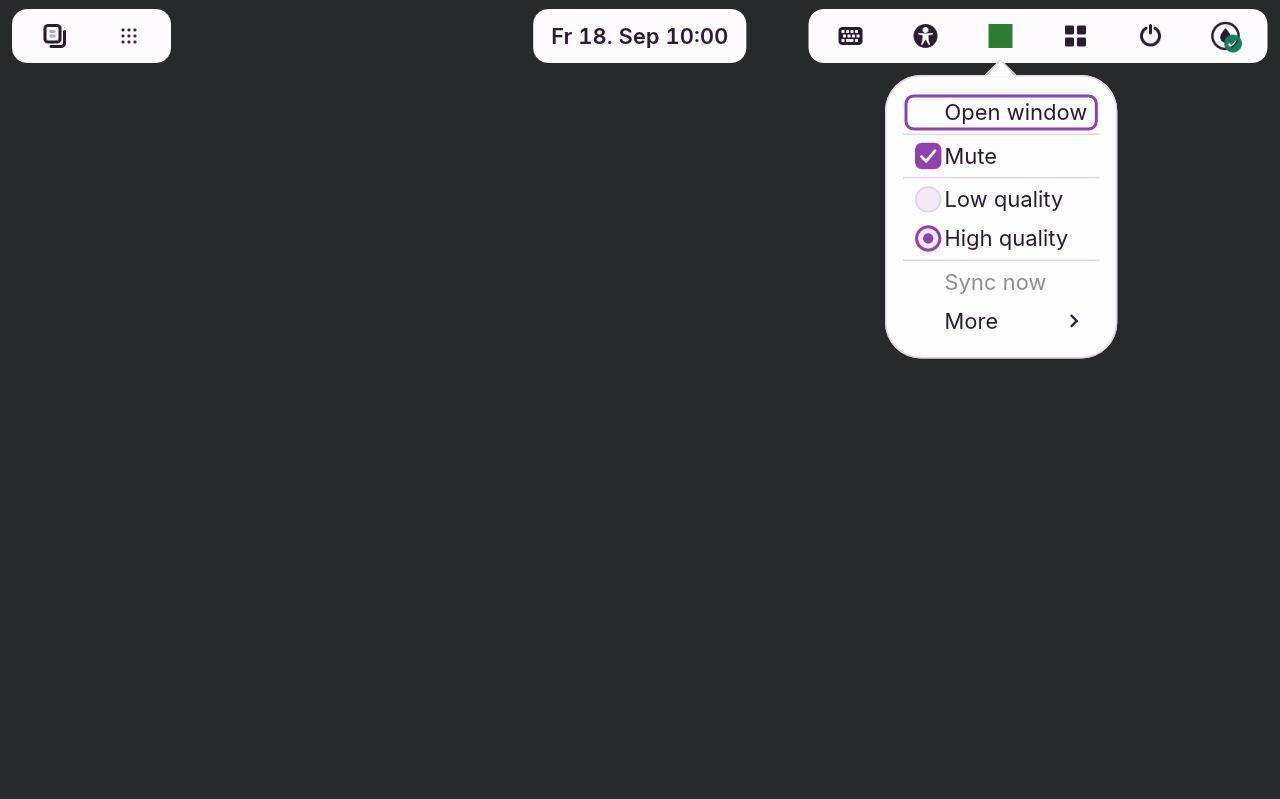 Fr 18. Sep 10:00
Open window
Mute
Low quality
High quality
Sync now
More